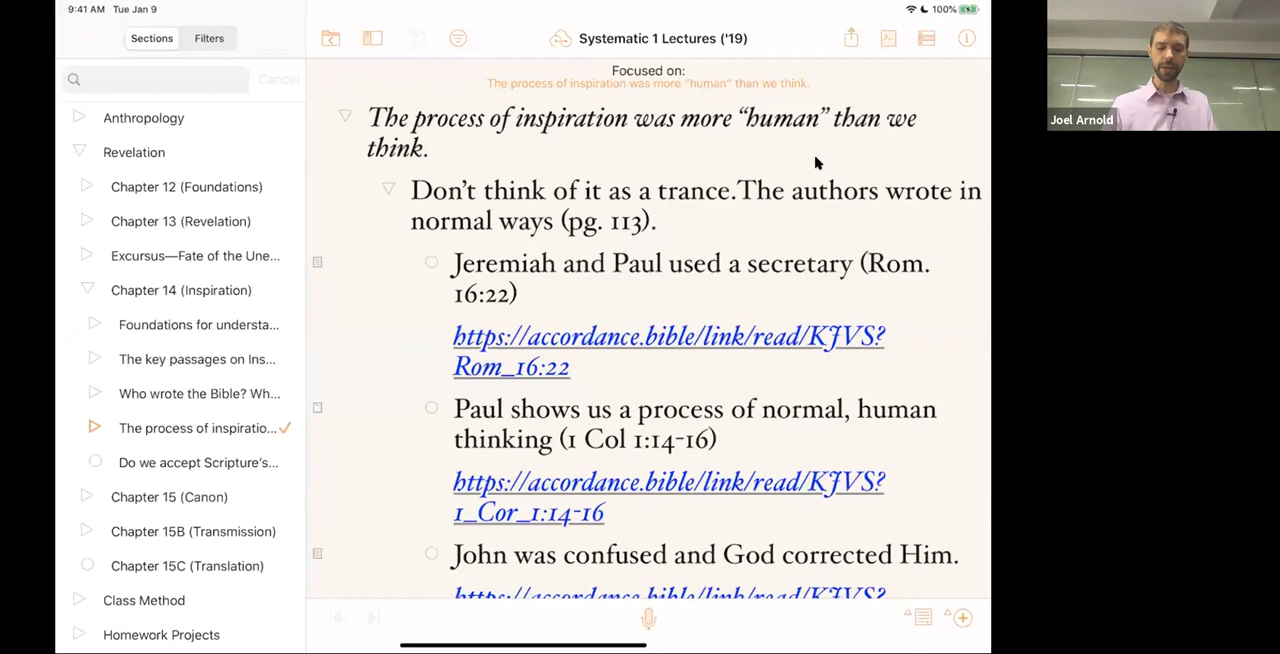 9:41 AM Tue Jan 9
100%
Sections
Filters
Cancel
Anthropology
Revelation
Chapter 12 (Foundations)
Chapter 13 (Revelation)
Excursus—Fate of the Une...
Chapter 14 (Inspiration)
Foundations for understa...
The key passages on Ins...
Who wrote the Bible? Wh...
The process of inspiratio...
Do we accept Scripture's...
Chapter 15 (Canon)
Chapter 15B (Transmission)
Chapter 15C (Translation)
Class Method
Homework Projects
Systematic 1 Lectures ('19)
Focused on:
The process of inspiration was more "human" than we think.
The process of inspiration was more “human” than we
think.
Don’t think of it as a trance.The authors wrote in
normal ways (pg. 113).
Jeremiah and Paul used a secretary (Rom.
16:22)
https://accordance.bible/link/read/KJVS?
Rom_16:22
Paul shows us a process of normal, human
thinking (1 Col 1:14-16)
https://accordance.bible/link/read/KJVS?
1_Cor_1:14-16
John was confused and God corrected Him.
https://accordance.bible/link/read/KJVS?
Joel Arnold